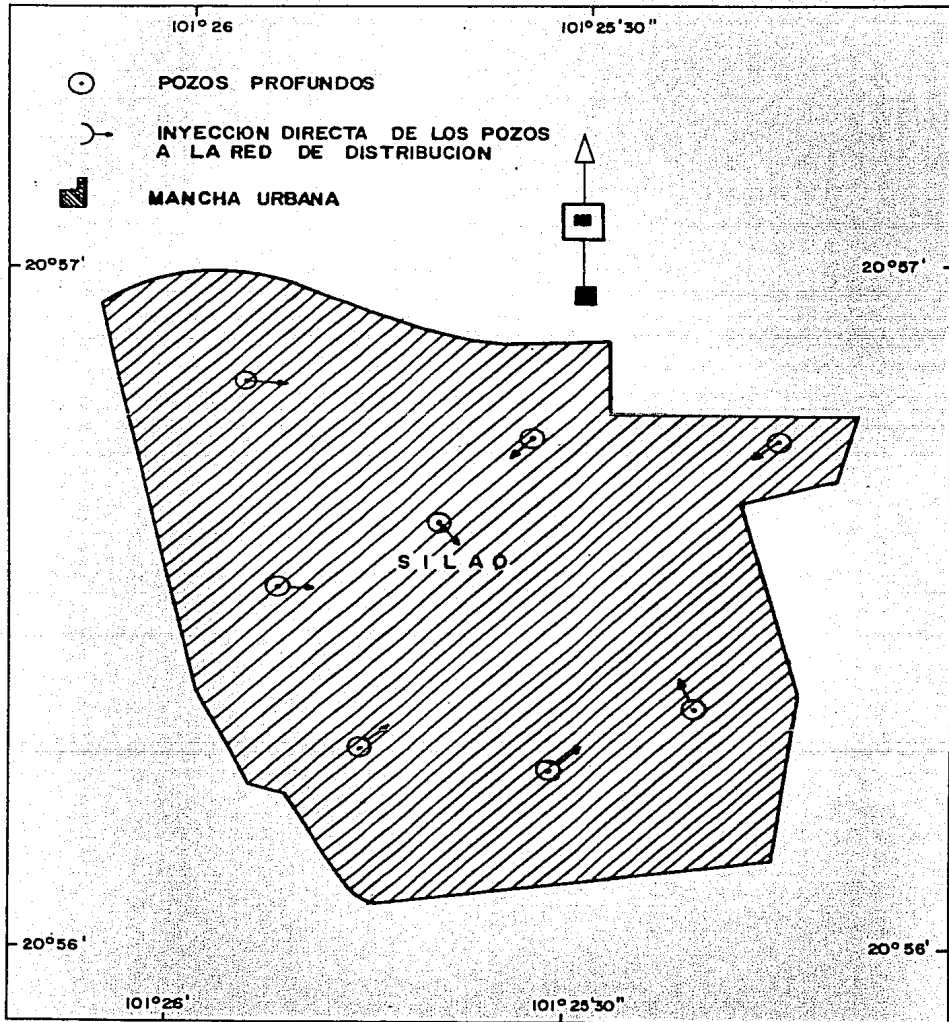 101° 26
101° 25' 30"
POZOS PROFUNDOS
INYECCION DIRECTA DE LOS POZOS
A LA RED DE DISTRIBUCION
MANCHA URBANA
20° 57'
20° 57'
SILAO
20° 56'
20° 56'
101° 26'
101° 25' 30"